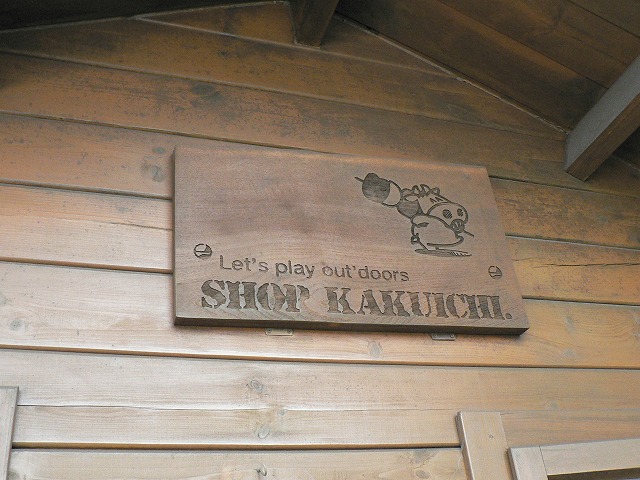 Let's play out'doors
SHOP KAKUICHI.